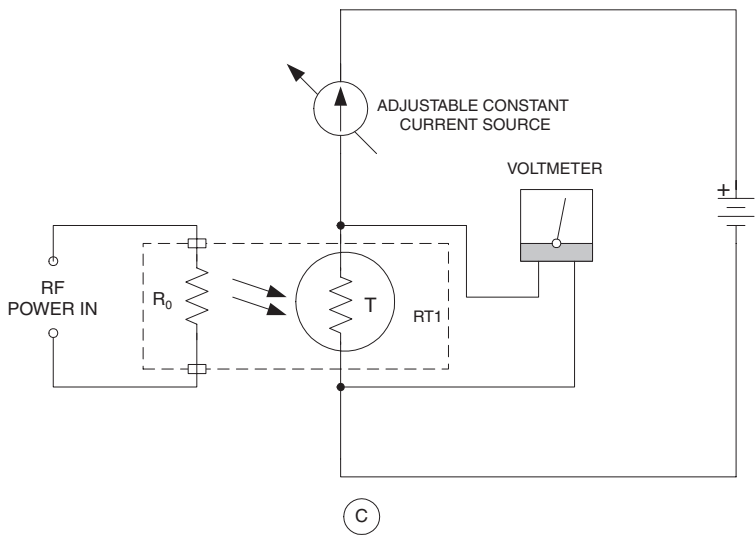 ADJUSTABLE CONSTANT
CURRENT SOURCE
VOLTMETER
+
RF
POWER IN
R₀
T
RT1
C